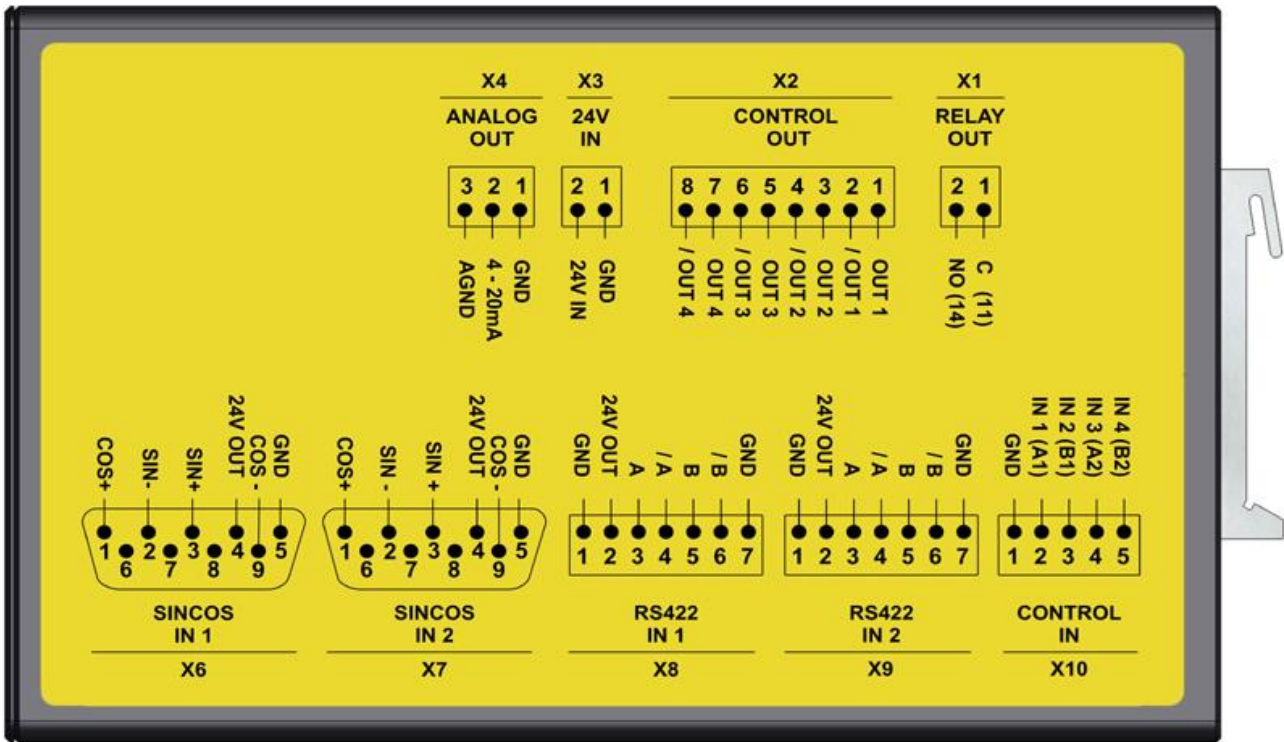 X4
ANALOG
OUT
3 2 1
AGND
4 - 20mA
GND
X3
24V
IN
2 1
24V IN
GND
X2
CONTROL
OUT
8 7 6 5 4 3 2 1
/ OUT 4
OUT 4
/ OUT 3
OUT 3
/ OUT 2
OUT 2
/ OUT 1
OUT 1
X1
RELAY
OUT
2 1
NO (14)
C (11)
COS+
SIN-
SIN+
24V OUT
COS -
GND
1 2 3 4 5
6 7 8 9
SINCOS
IN 1
X6
COS+
SIN -
SIN +
24V OUT
COS -
GND
1 2 3 4 5
6 7 8 9
SINCOS
IN 2
X7
GND
24V OUT
A
/ A
B
/ B
GND
1 2 3 4 5 6 7
RS422
IN 1
X8
GND
24V OUT
A
/ A
B
/ B
GND
1 2 3 4 5 6 7
RS422
IN 2
X9
GND
IN 1 (A1)
IN 2 (B1)
IN 3 (A2)
IN 4 (B2)
1 2 3 4 5
CONTROL
IN
X10